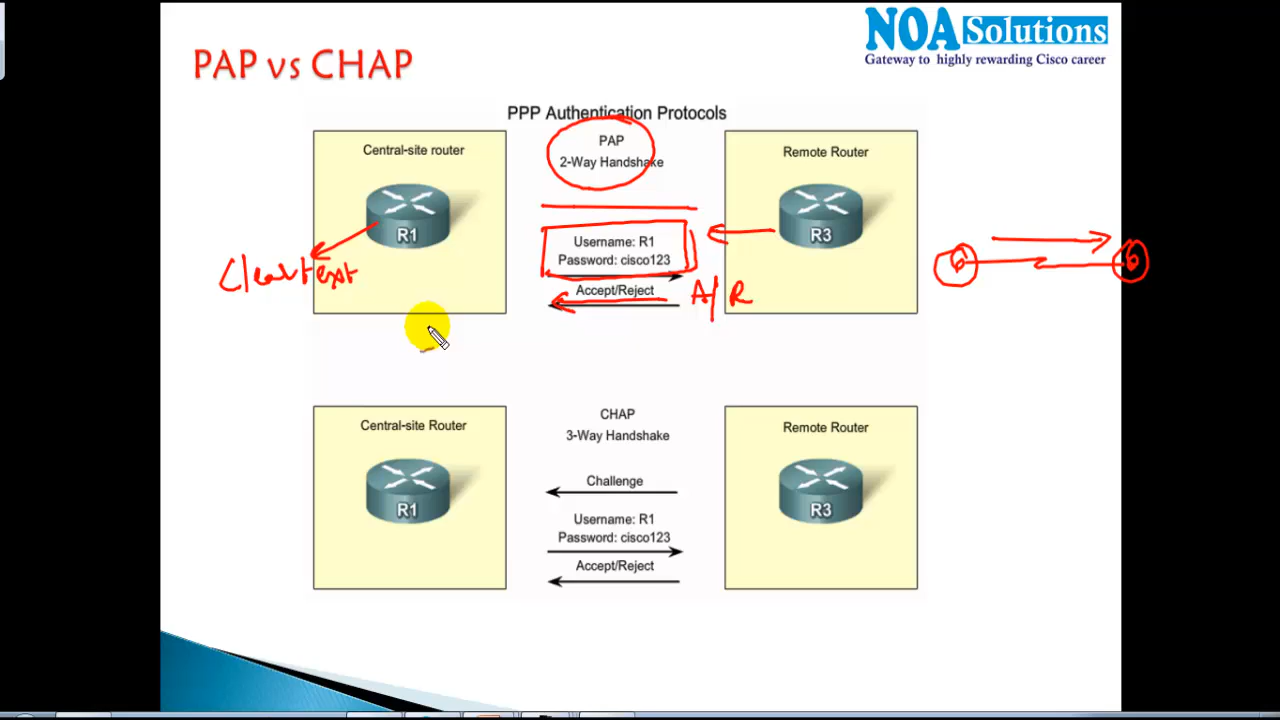 NOA Solutions
Gateway to highly rewarding Cisco career
PAP vs CHAP
PPP Authentication Protocols
Central-site router
PAP
2-Way Handshake
Remote Router
R1
R3
Username: R1
Password: cisco123
Accept/Reject
A/R
Clear text
Central-site Router
CHAP
3-Way Handshake
Remote Router
Challenge
R1
R3
Username: R1
Password: cisco123
Accept/Reject